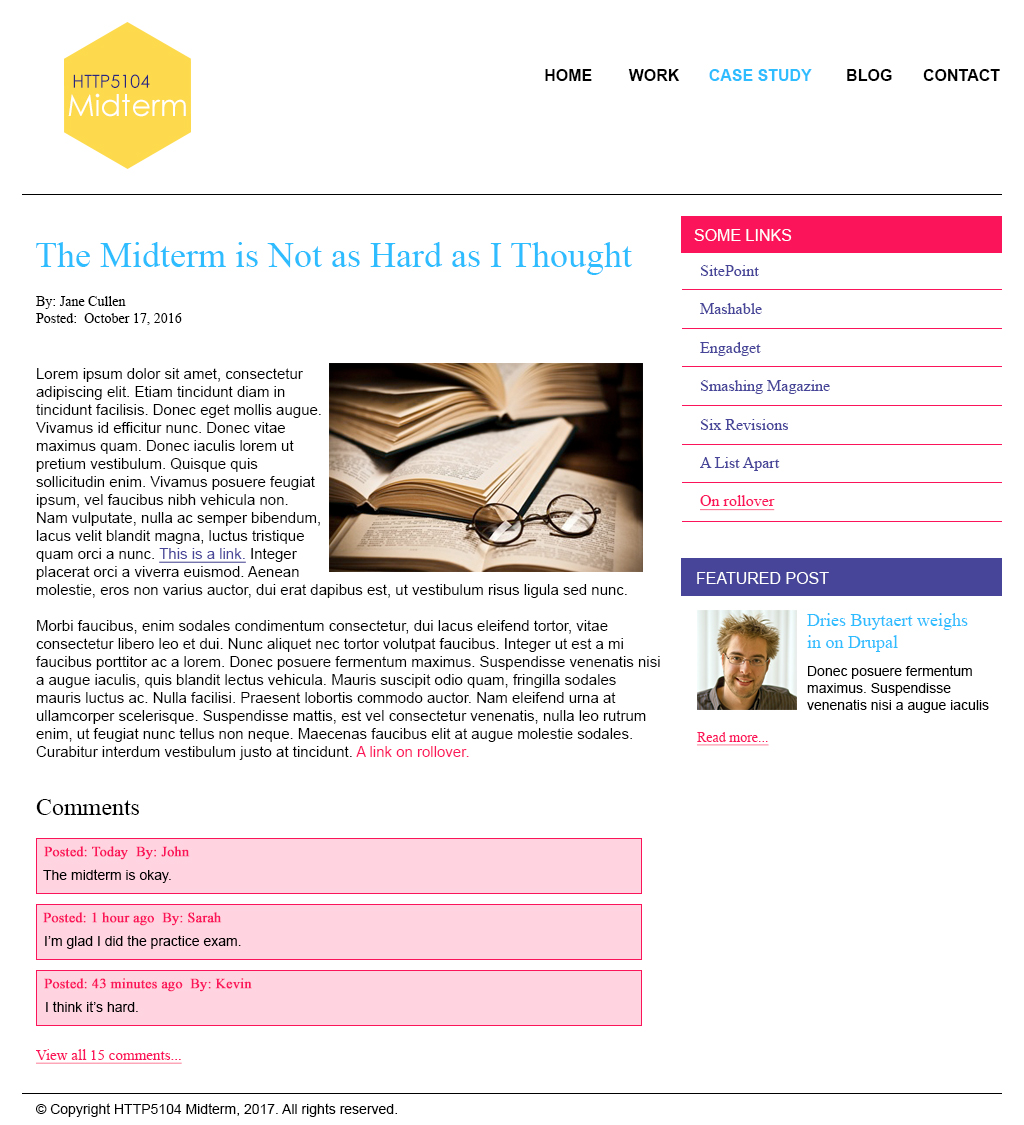 HTTP5104
Midterm
HOME WORK CASE STUDY BLOG CONTACT
The Midterm is Not as Hard as I Thought
By: Jane Cullen
Posted: October 17, 2016
Lorem ipsum dolor sit amet, consectetur
adipiscing elit. Etiam tincidunt diam in
tincidunt facilisis. Donec eget mollis augue.
Vivamus id efficitur nunc. Donec vitae
maximus quam. Donec iaculis lorem ut
pretium vestibulum. Quisque quis
sollicitudin enim. Vivamus posuere feugiat
ipsum, vel faucibus nibh vehicula non.
Nam vulputate, nulla ac semper bibendum,
lacus velit blandit magna, luctus tristique
quam orci a nunc. This is a link. Integer
placerat orci a viverra euismod. Aenean
molestie, eros non varius auctor, dui erat dapibus est, ut vestibulum risus ligula sed nunc.
Morbi faucibus, enim sodales condimentum consectetur, dui lacus eleifend tortor, vitae
consectetur libero leo et dui. Nunc aliquet nec tortor volutpat faucibus. Integer ut est a mi
faucibus porttitor ac a lorem. Donec posuere fermentum maximus. Suspendisse venenatis nisi
a augue iaculis, quis blandit lectus vehicula. Mauris suscipit odio quam, fringilla sodales
mauris luctus ac. Nulla facilisi. Praesent lobortis commodo auctor. Nam eleifend urna at
ullamcorper scelerisque. Suspendisse mattis, est vel consectetur venenatis, nulla leo rutrum
enim, ut feugiat nunc tellus non neque. Maecenas faucibus elit at augue molestie sodales.
Curabitur interdum vestibulum justo at tincidunt. A link on rollover.
Comments
Posted: Today By: John
The midterm is okay.
Posted: 1 hour ago By: Sarah
I’m glad I did the practice exam.
Posted: 43 minutes ago By: Kevin
I think it’s hard.
View all 15 comments...
SOME LINKS
SitePoint
Mashable
Engadget
Smashing Magazine
Six Revisions
A List Apart
On rollover
FEATURED POST
Dries Buytaert weighs
in on Drupal
Donec posuere fermentum
maximus. Suspendisse
venenatis nisi a augue iaculis
Read more...
© Copyright HTTP5104 Midterm, 2017. All rights reserved.